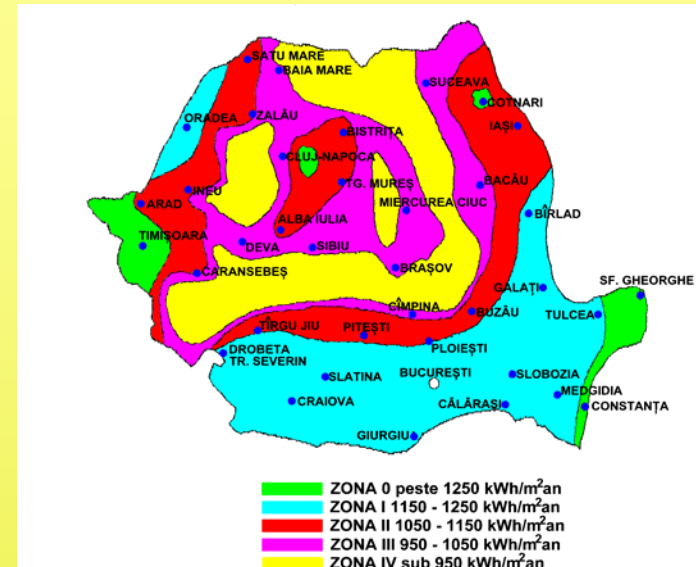 SATU MARE
BAIA MARE
SUCEAVA
COTNARI
ORADEA
ZALĂU
IAȘI
BISTRIȚA
CLUJ-NAPOCA
TG. MUREȘ
BACĂU
INEU
ARAD
MIERCUREA CIUC
BÎRLAD
ALBA IULIA
TIMIȘOARA
DEVA
SIBIU
CARANSEBEȘ
BRAȘOV
SF. GHEORGHE
GALAȚI
CÎMPINA
BUZĂU
TULCEA
TÎRGU JIU
PITEȘTI
PLOIEȘTI
DROBETA
TR. SEVERIN
SLATINA
BUCUREȘTI
SLOBOZIA
MEDGIDIA
CRAIOVA
CĂLĂRAȘI
CONSTANȚA
GIURGIU
ZONA 0 peste 1250 kWh/m²an
ZONA I 1150 - 1250 kWh/m²an
ZONA II 1050 - 1150 kWh/m²an
ZONA III 950 - 1050 kWh/m²an
ZONA IV sub 950 kWh/m²an